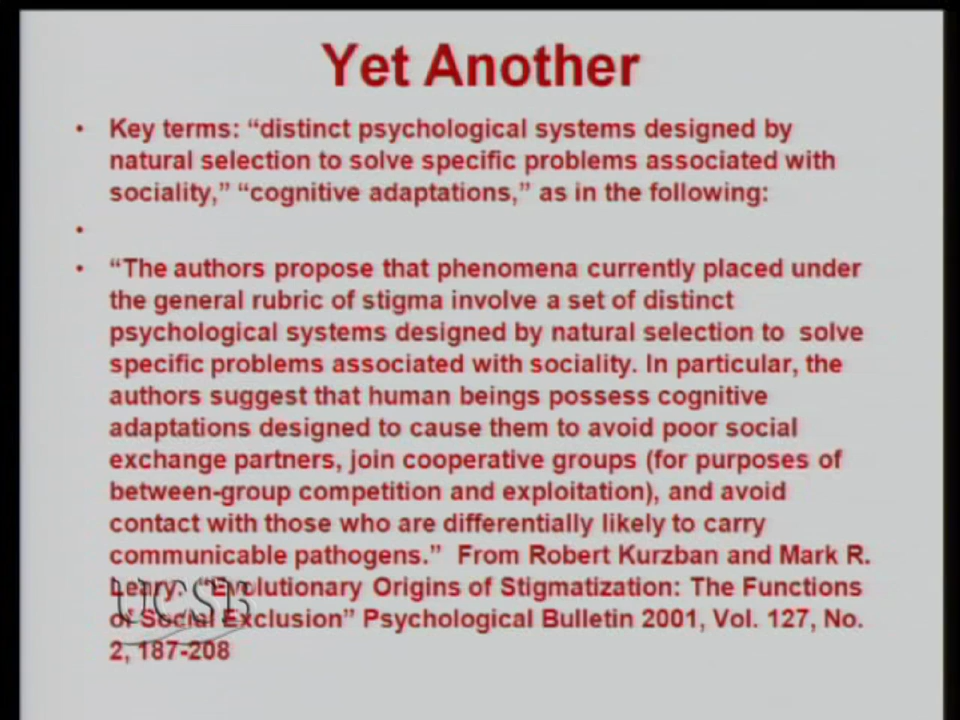 Yet Another
• Key terms: “distinct psychological systems designed by
natural selection to solve specific problems associated with
sociality,” “cognitive adaptations,” as in the following:
•
• “The authors propose that phenomena currently placed under
the general rubric of stigma involve a set of distinct
psychological systems designed by natural selection to solve
specific problems associated with sociality. In particular, the
authors suggest that human beings possess cognitive
adaptations designed to cause them to avoid poor social
exchange partners, join cooperative groups (for purposes of
between-group competition and exploitation), and avoid
contact with those who are differentially likely to carry
communicable pathogens.” From Robert Kurzban and Mark R.
Leary: “Evolutionary Origins of Stigmatization: The Functions
of Social Exclusion” Psychological Bulletin 2001, Vol. 127, No.
2, 187-208
UCSB